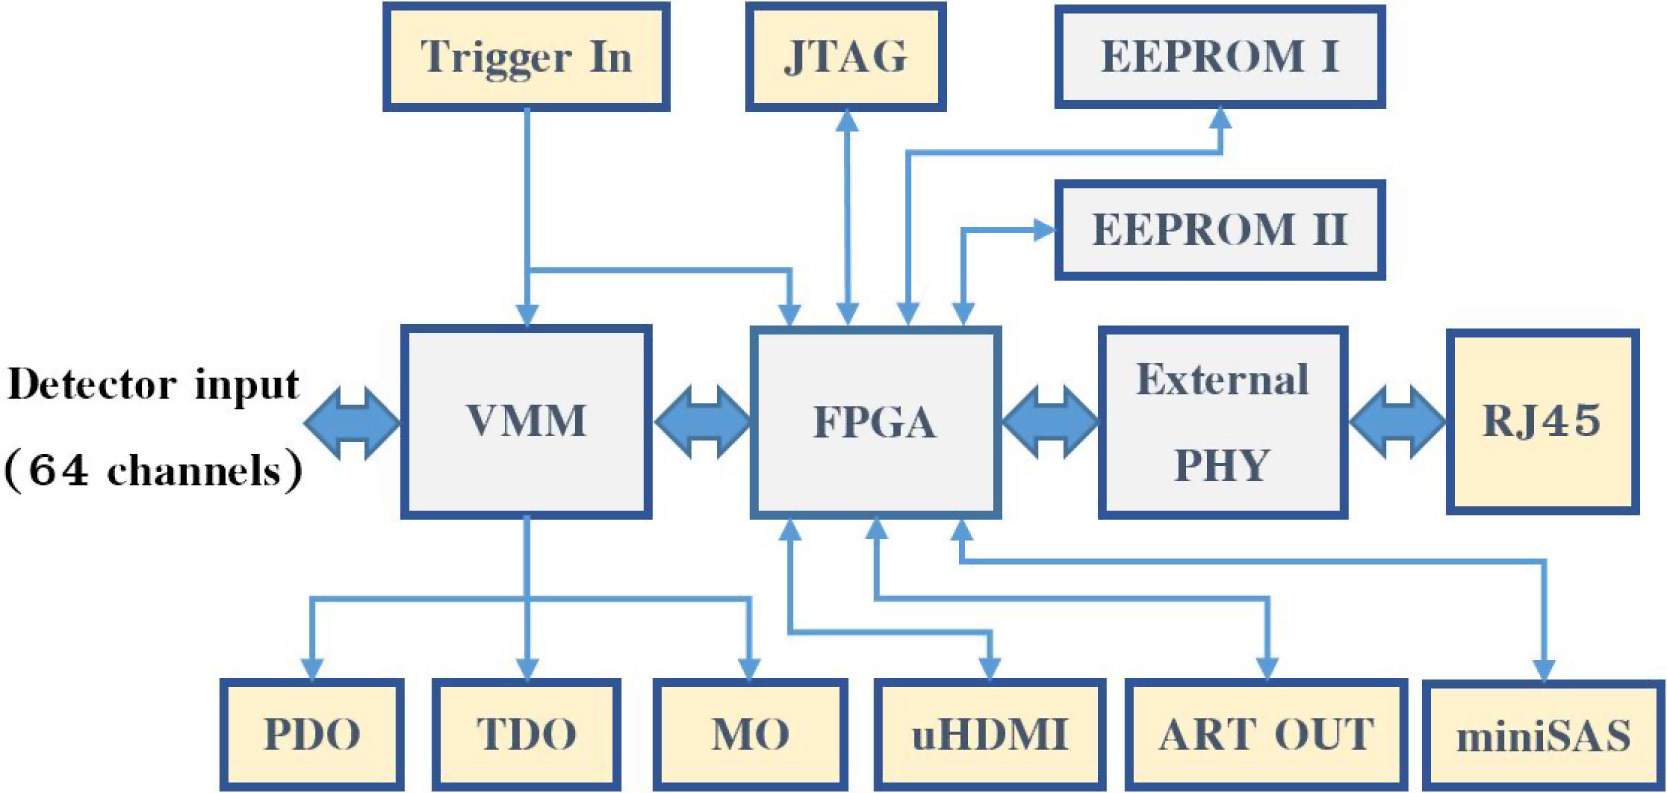 Trigger In
JTAG
EEPROM I
EEPROM II
Detector input
(64 channels)
VMM
FPGA
External
PHY
RJ45
PDO
TDO
MO
uHDMI
ART OUT
miniSAS